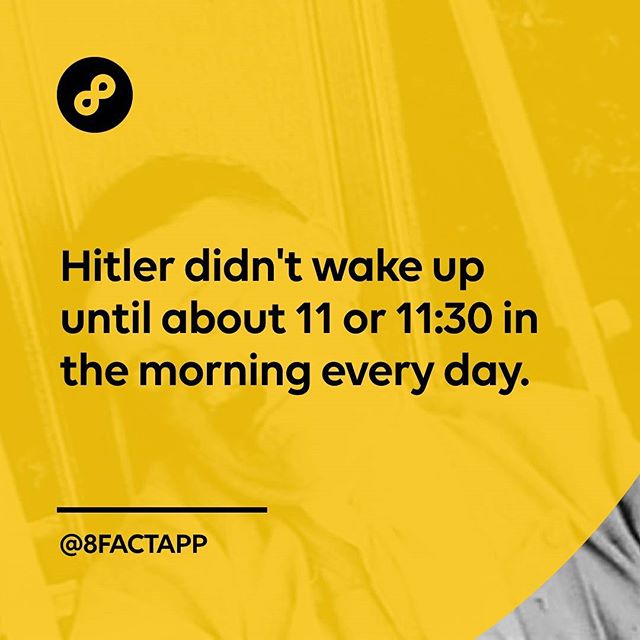 Hitler didn't wake up
until about 11 or 11:30 in
the morning every day.
@8FACTAPP